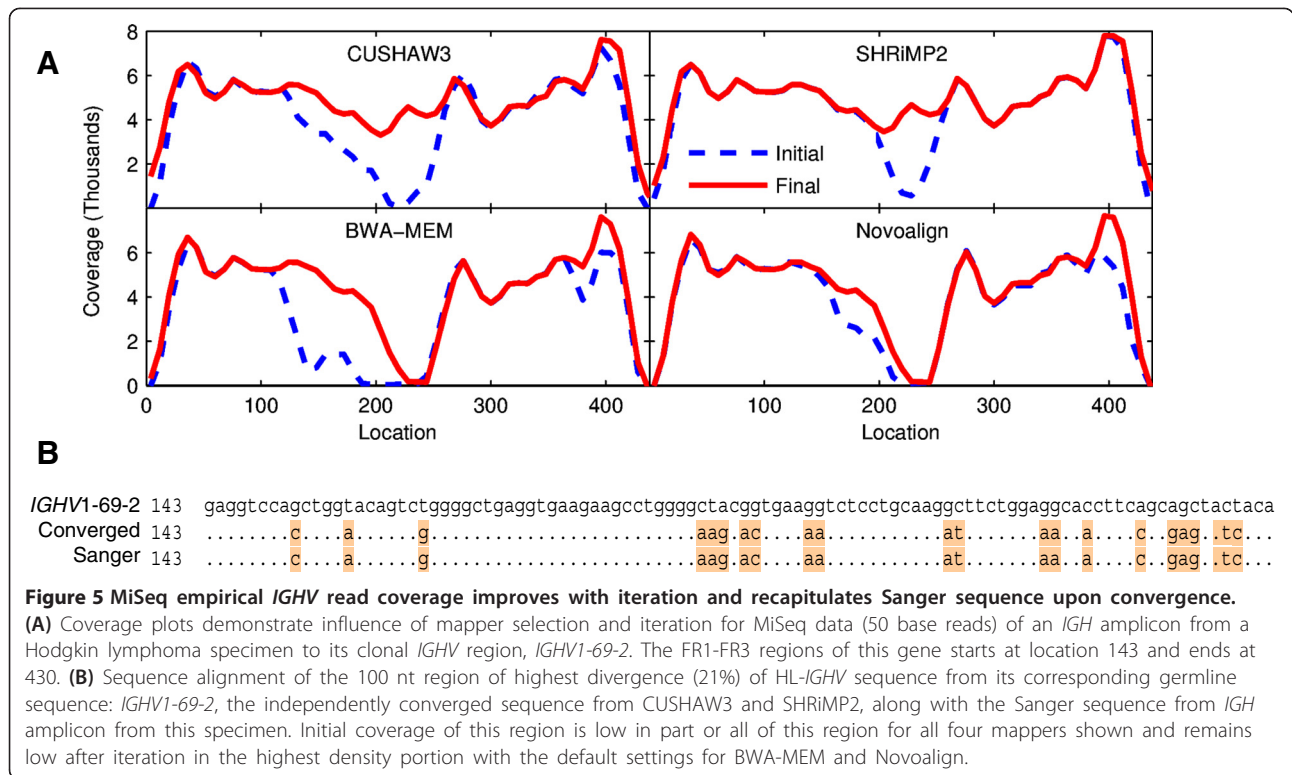 A
CUSHAW3
SHRiMP2
BWA-MEM
Novoalign
Initial
Final
8
6
4
2
6
4
2
0
Coverage (Thousands)
0 100 200 300 400
100 200 300 400
Location
Location
B
IGHV1-69-2 143 gaggtccagctggtacagtctggggctgaggtgaagaagcctggggctacggtgaaggtctcctgcaaggcttctggaggcaccttcagcagctactaca
Converged 143 .........c....a......g.........................aag.ac....aa...........at.......aa..a....c..gag..tc...
Sanger 143 .........c....a......g.........................aag.ac....aa...........at.......aa..a....c..gag..tc...
Figure 5 MiSeq empirical IGHV read coverage improves with iteration and recapitulates Sanger sequence upon convergence.
(A) Coverage plots demonstrate influence of mapper selection and iteration for MiSeq data (50 base reads) of an IGH amplicon from a
Hodgkin lymphoma specimen to its clonal IGHV region, IGHV1-69-2. The FR1-FR3 regions of this gene starts at location 143 and ends at
430. (B) Sequence alignment of the 100 nt region of highest divergence (21%) of HL-IGHV sequence from its corresponding germline
sequence: IGHV1-69-2, the independently converged sequence from CUSHAW3 and SHRiMP2, along with the Sanger sequence from IGH
amplicon from this specimen. Initial coverage of this region is low in part or all of this region for all four mappers shown and remains
low after iteration in the highest density portion with the default settings for BWA-MEM and Novoalign.